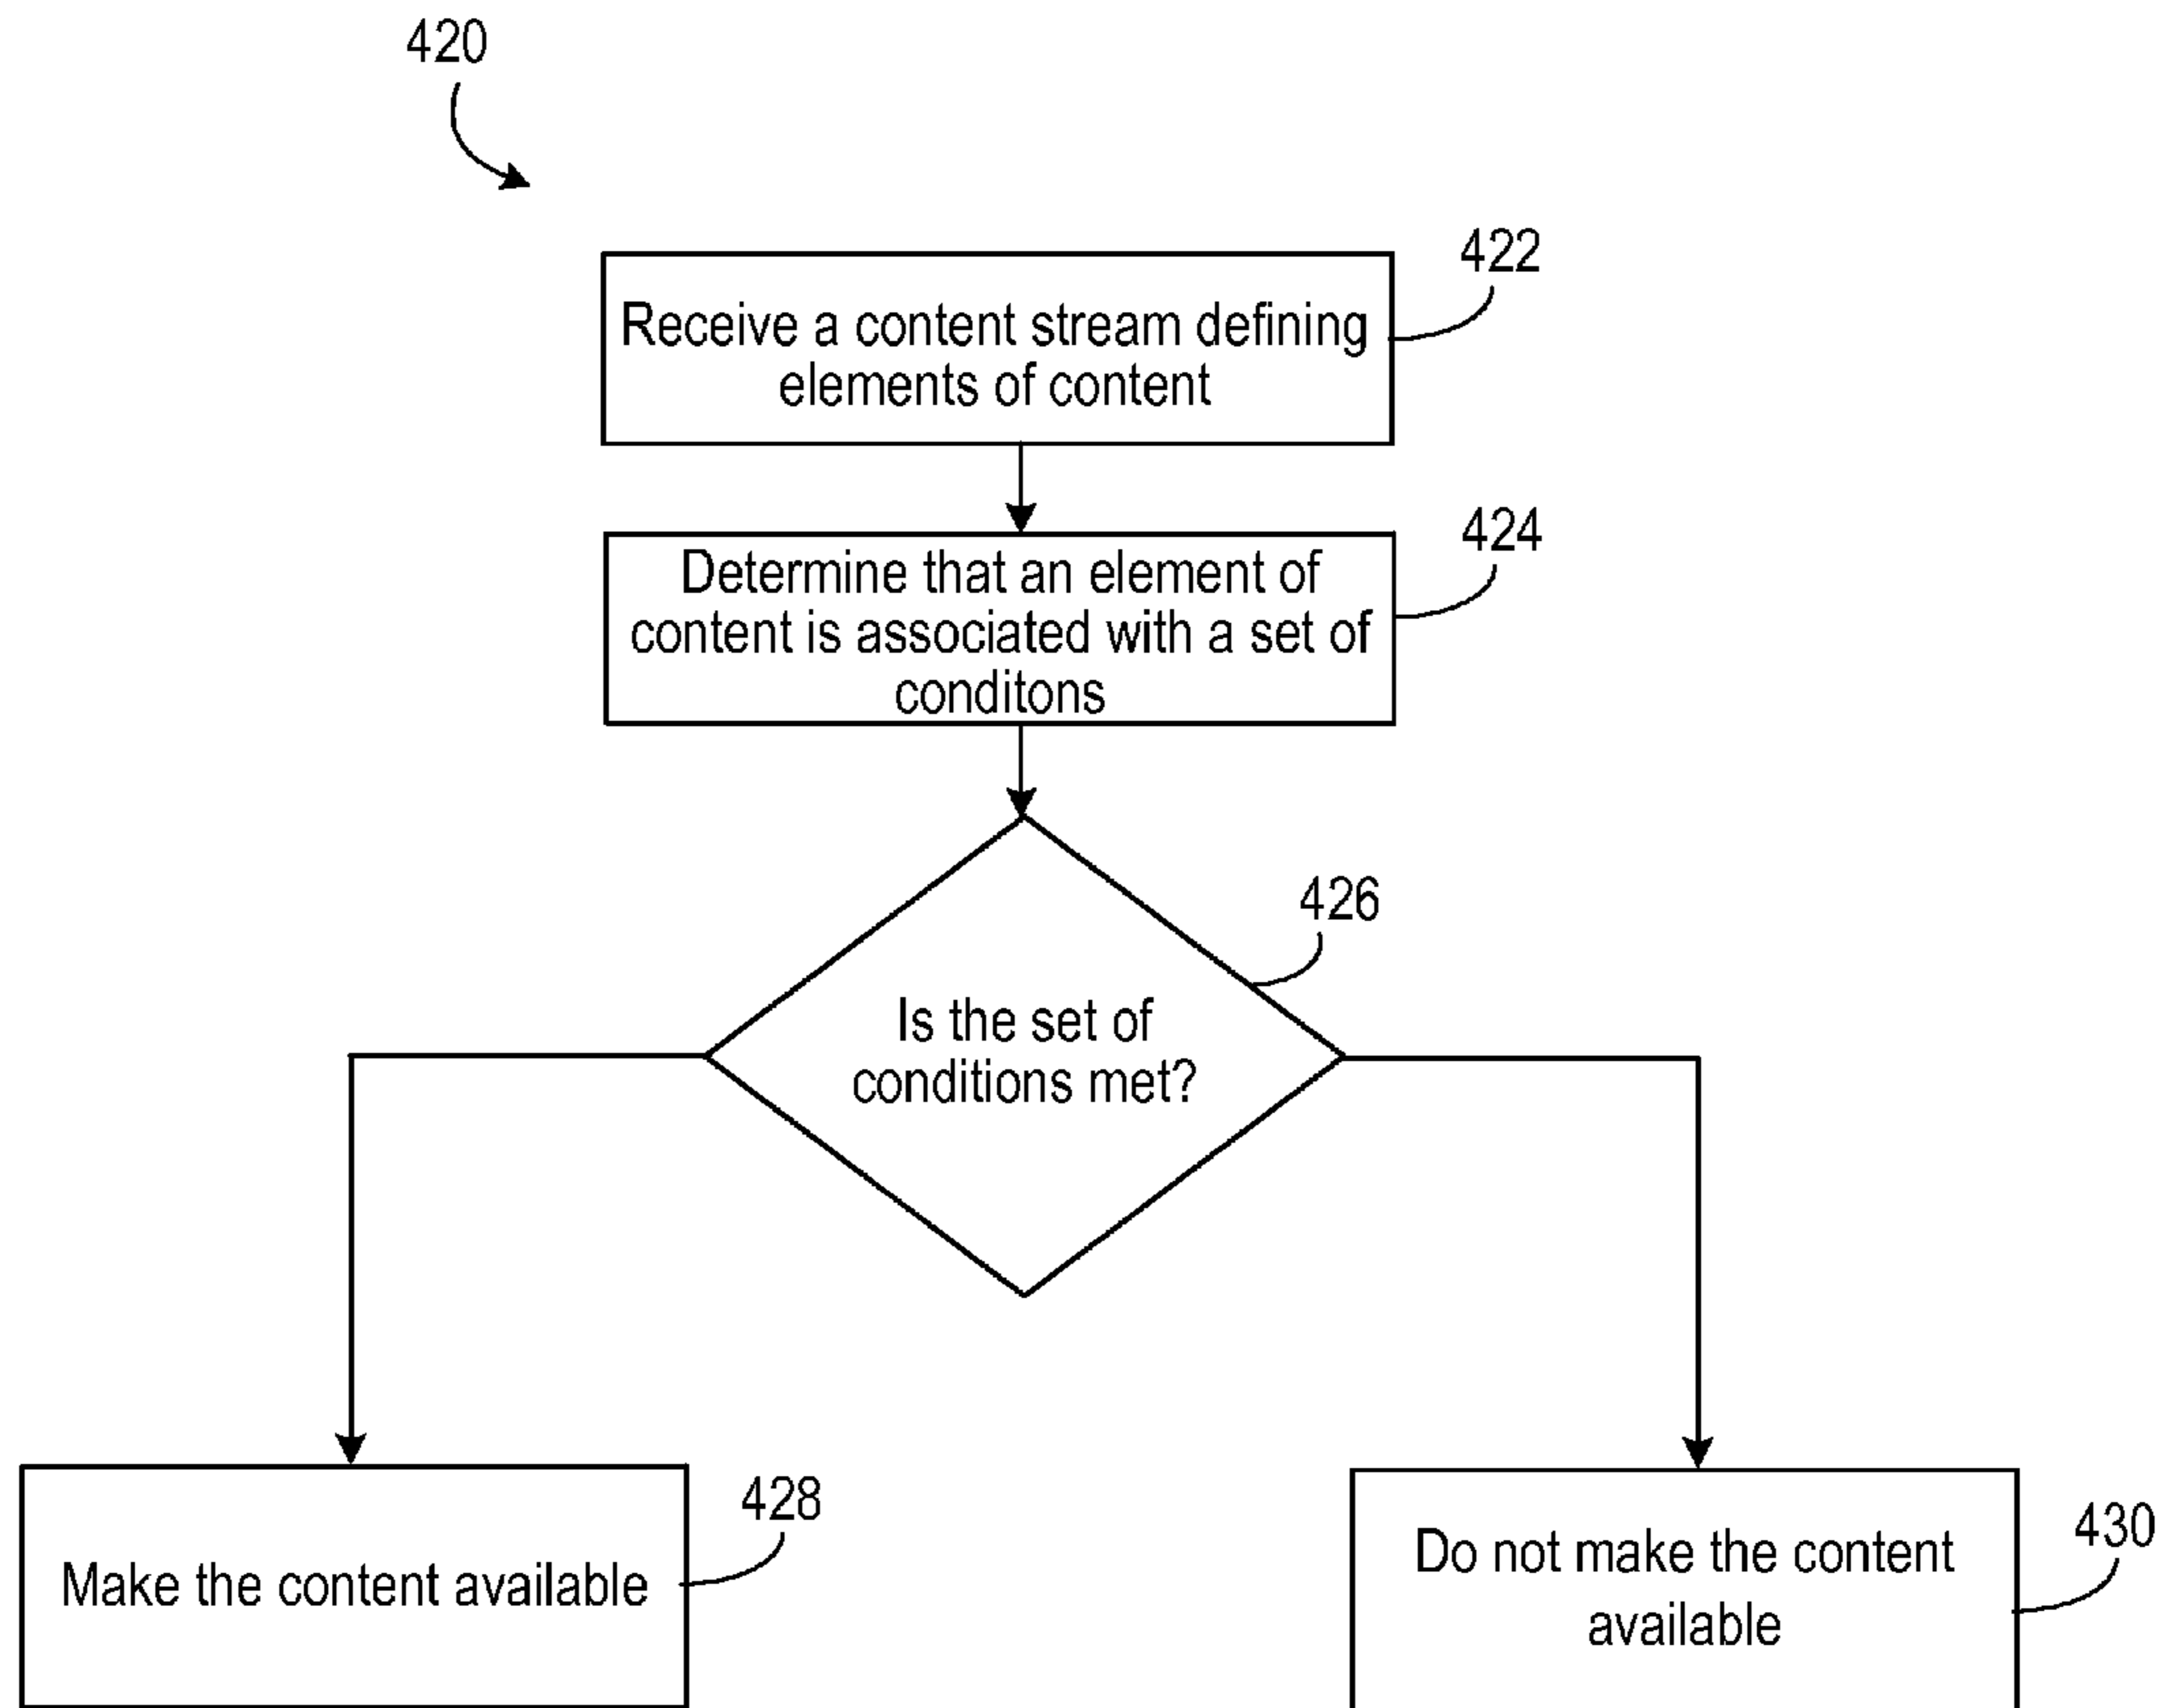 420
422
Receive a content stream defining
elements of content
424
Determine that an element of
content is associated with a set of
conditons
426
Is the set of
conditions met?
428
Make the content available
430
Do not make the content
available